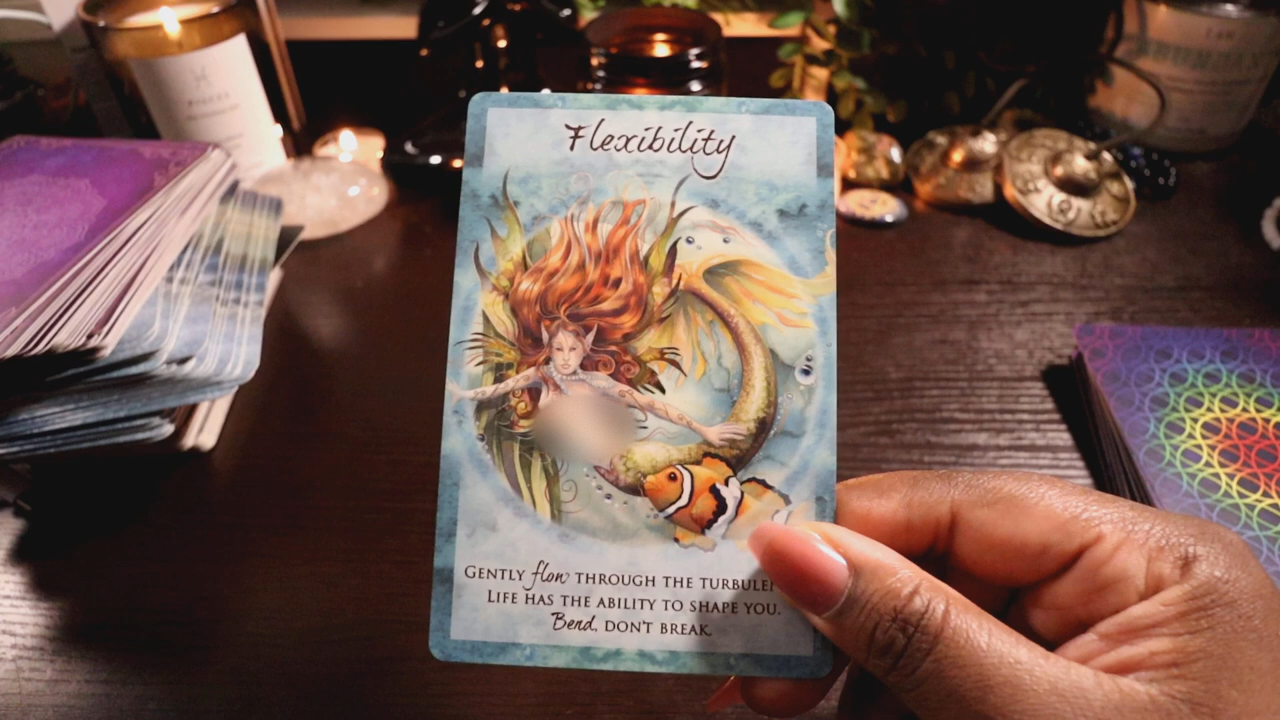 Flexibility
Gently flow through the
Life has the ability to shape you.
Bend, don't break.